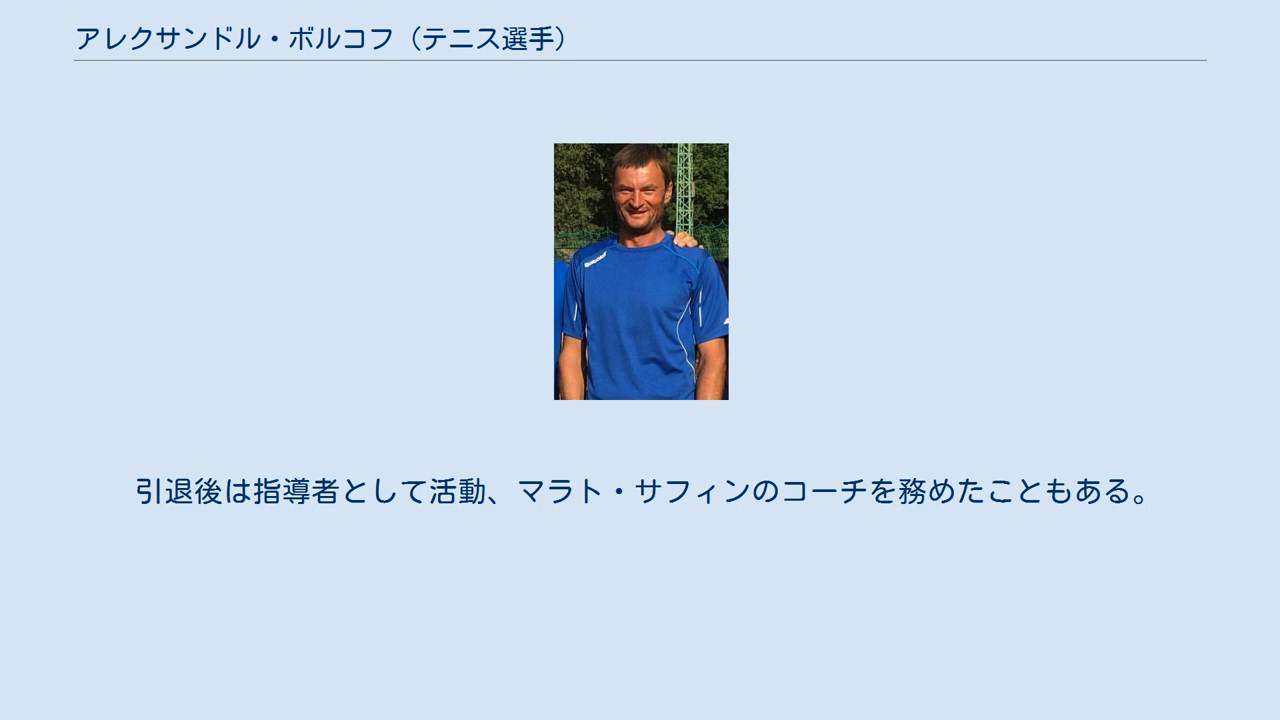 アレクサンドル・ボルコフ（テニス選手）
引退後は指導者として活動、マラト・サフィンのコーチを務めたこともある。